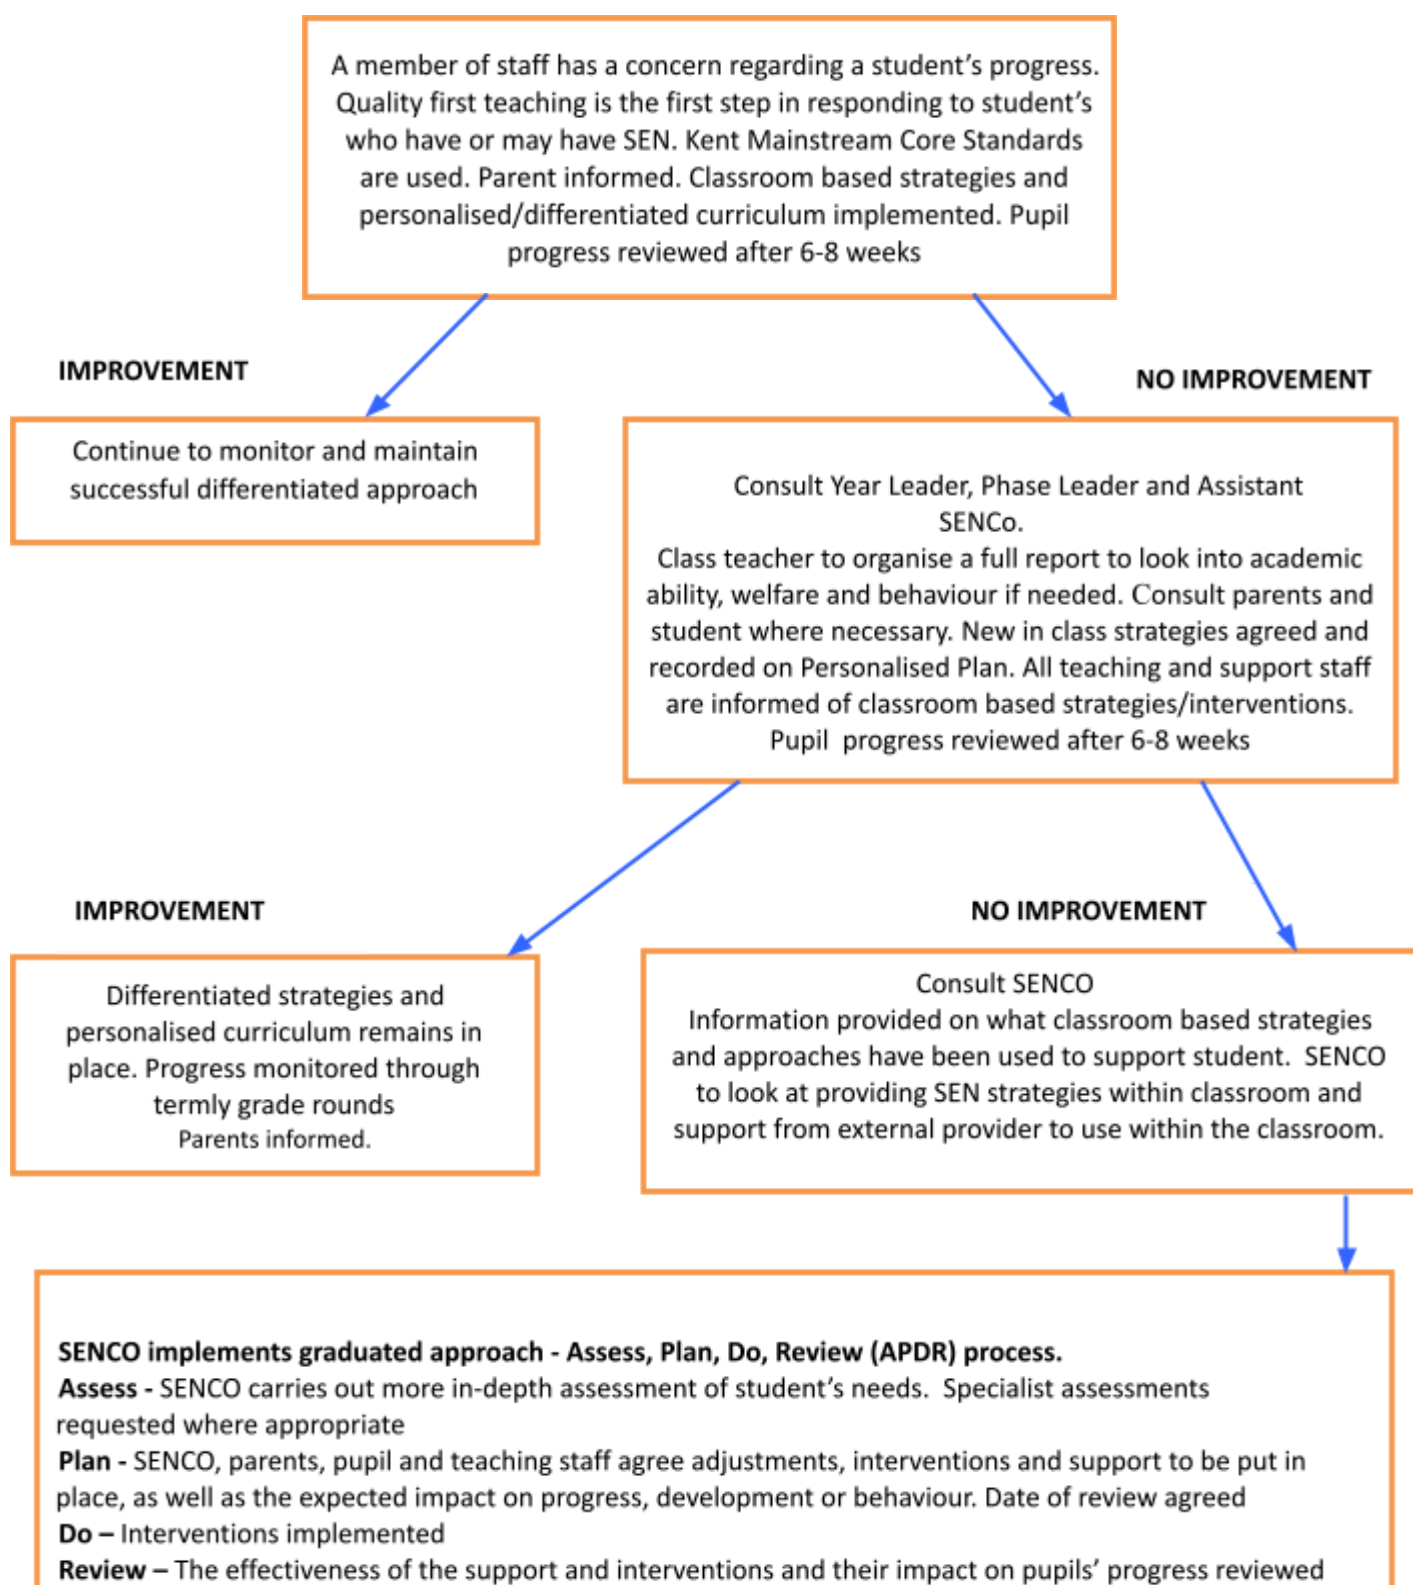 A member of staff has a concern regarding a student’s progress.
Quality first teaching is the first step in responding to student’s
who have or may have SEN. Kent Mainstream Core Standards
are used. Parent informed. Classroom based strategies and
personalised/differentiated curriculum implemented. Pupil
progress reviewed after 6-8 weeks
IMPROVEMENT
NO IMPROVEMENT
Continue to monitor and maintain
successful differentiated approach
Consult Year Leader, Phase Leader and Assistant
SENCo.
Class teacher to organise a full report to look into academic
ability, welfare and behaviour if needed. Consult parents and
student where necessary. New in class strategies agreed and
recorded on Personalised Plan. All teaching and support staff
are informed of classroom based strategies/interventions.
Pupil  progress reviewed after 6-8 weeks
IMPROVEMENT
NO IMPROVEMENT
Differentiated strategies and
personalised curriculum remains in
place. Progress monitored through
termly grade rounds
Parents informed.
Consult SENCO
Information provided on what classroom based strategies
and approaches have been used to support student.  SENCO
to look at providing SEN strategies within classroom and
support from external provider to use within the classroom.
SENCO implements graduated approach - Assess, Plan, Do, Review (APDR) process.
Assess - SENCO carries out more in-depth assessment of student’s needs.  Specialist assessments
requested where appropriate
Plan - SENCO, parents, pupil and teaching staff agree adjustments, interventions and support to be put in
place, as well as the expected impact on progress, development or behaviour. Date of review agreed
Do – Interventions implemented
Review – The effectiveness of the support and interventions and their impact on pupils’ progress reviewed